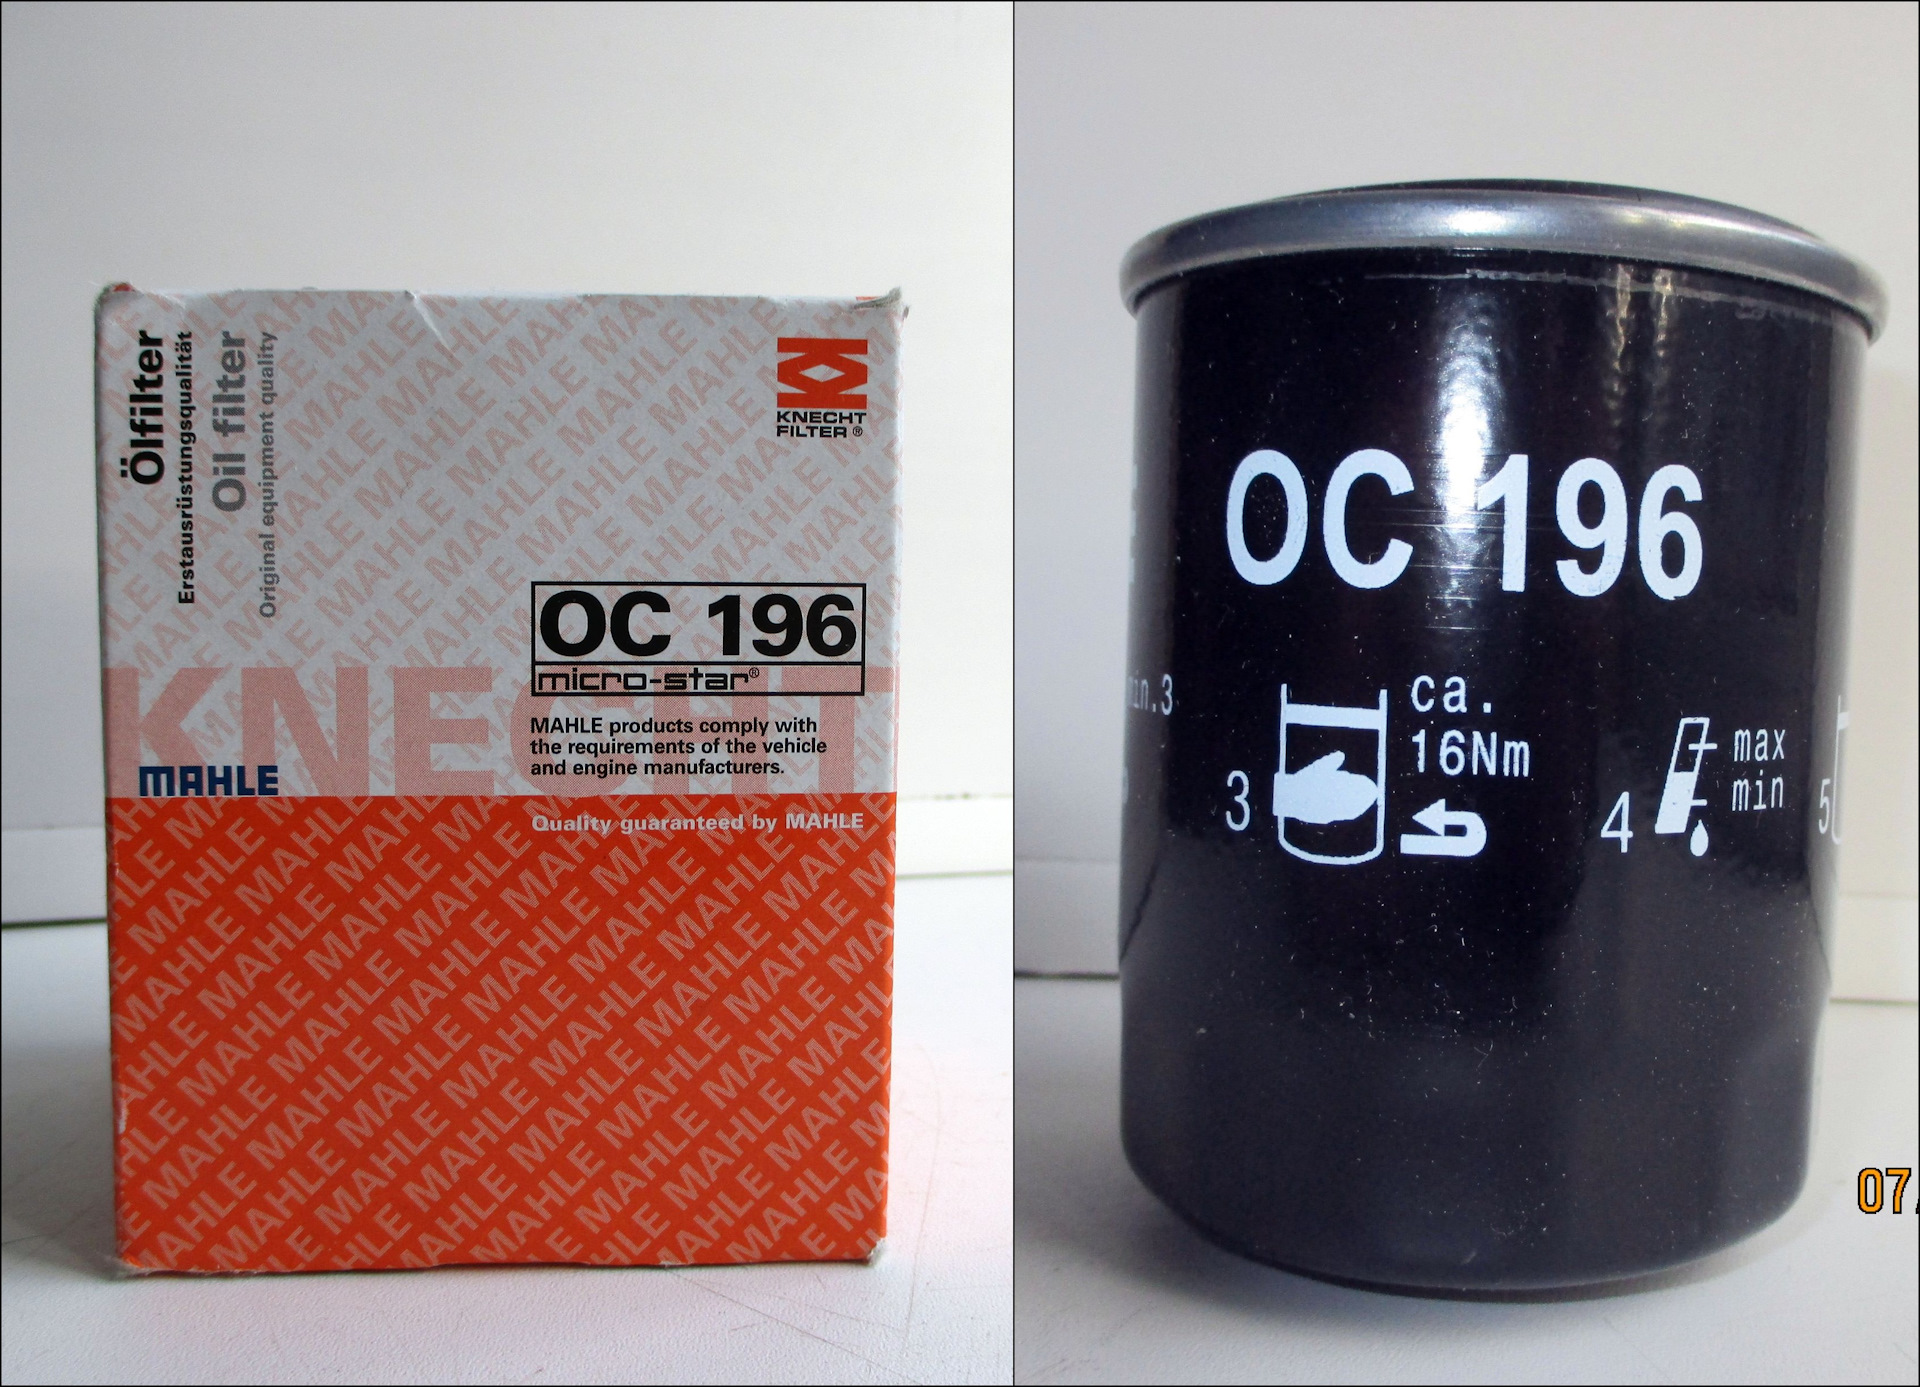 Ölfilter
Erstausrüstungsqualität
Oil filter
Original equipment quality
KNECHT
FILTER ®
OC 196
micro-star®
MAHLE products comply with
the requirements of the vehicle
and engine manufacturers.
KNECHT
MAHLE
Quality guaranteed by MAHLE
OC 196
min.3
3
ca.
16Nm
4
max
min
5
07